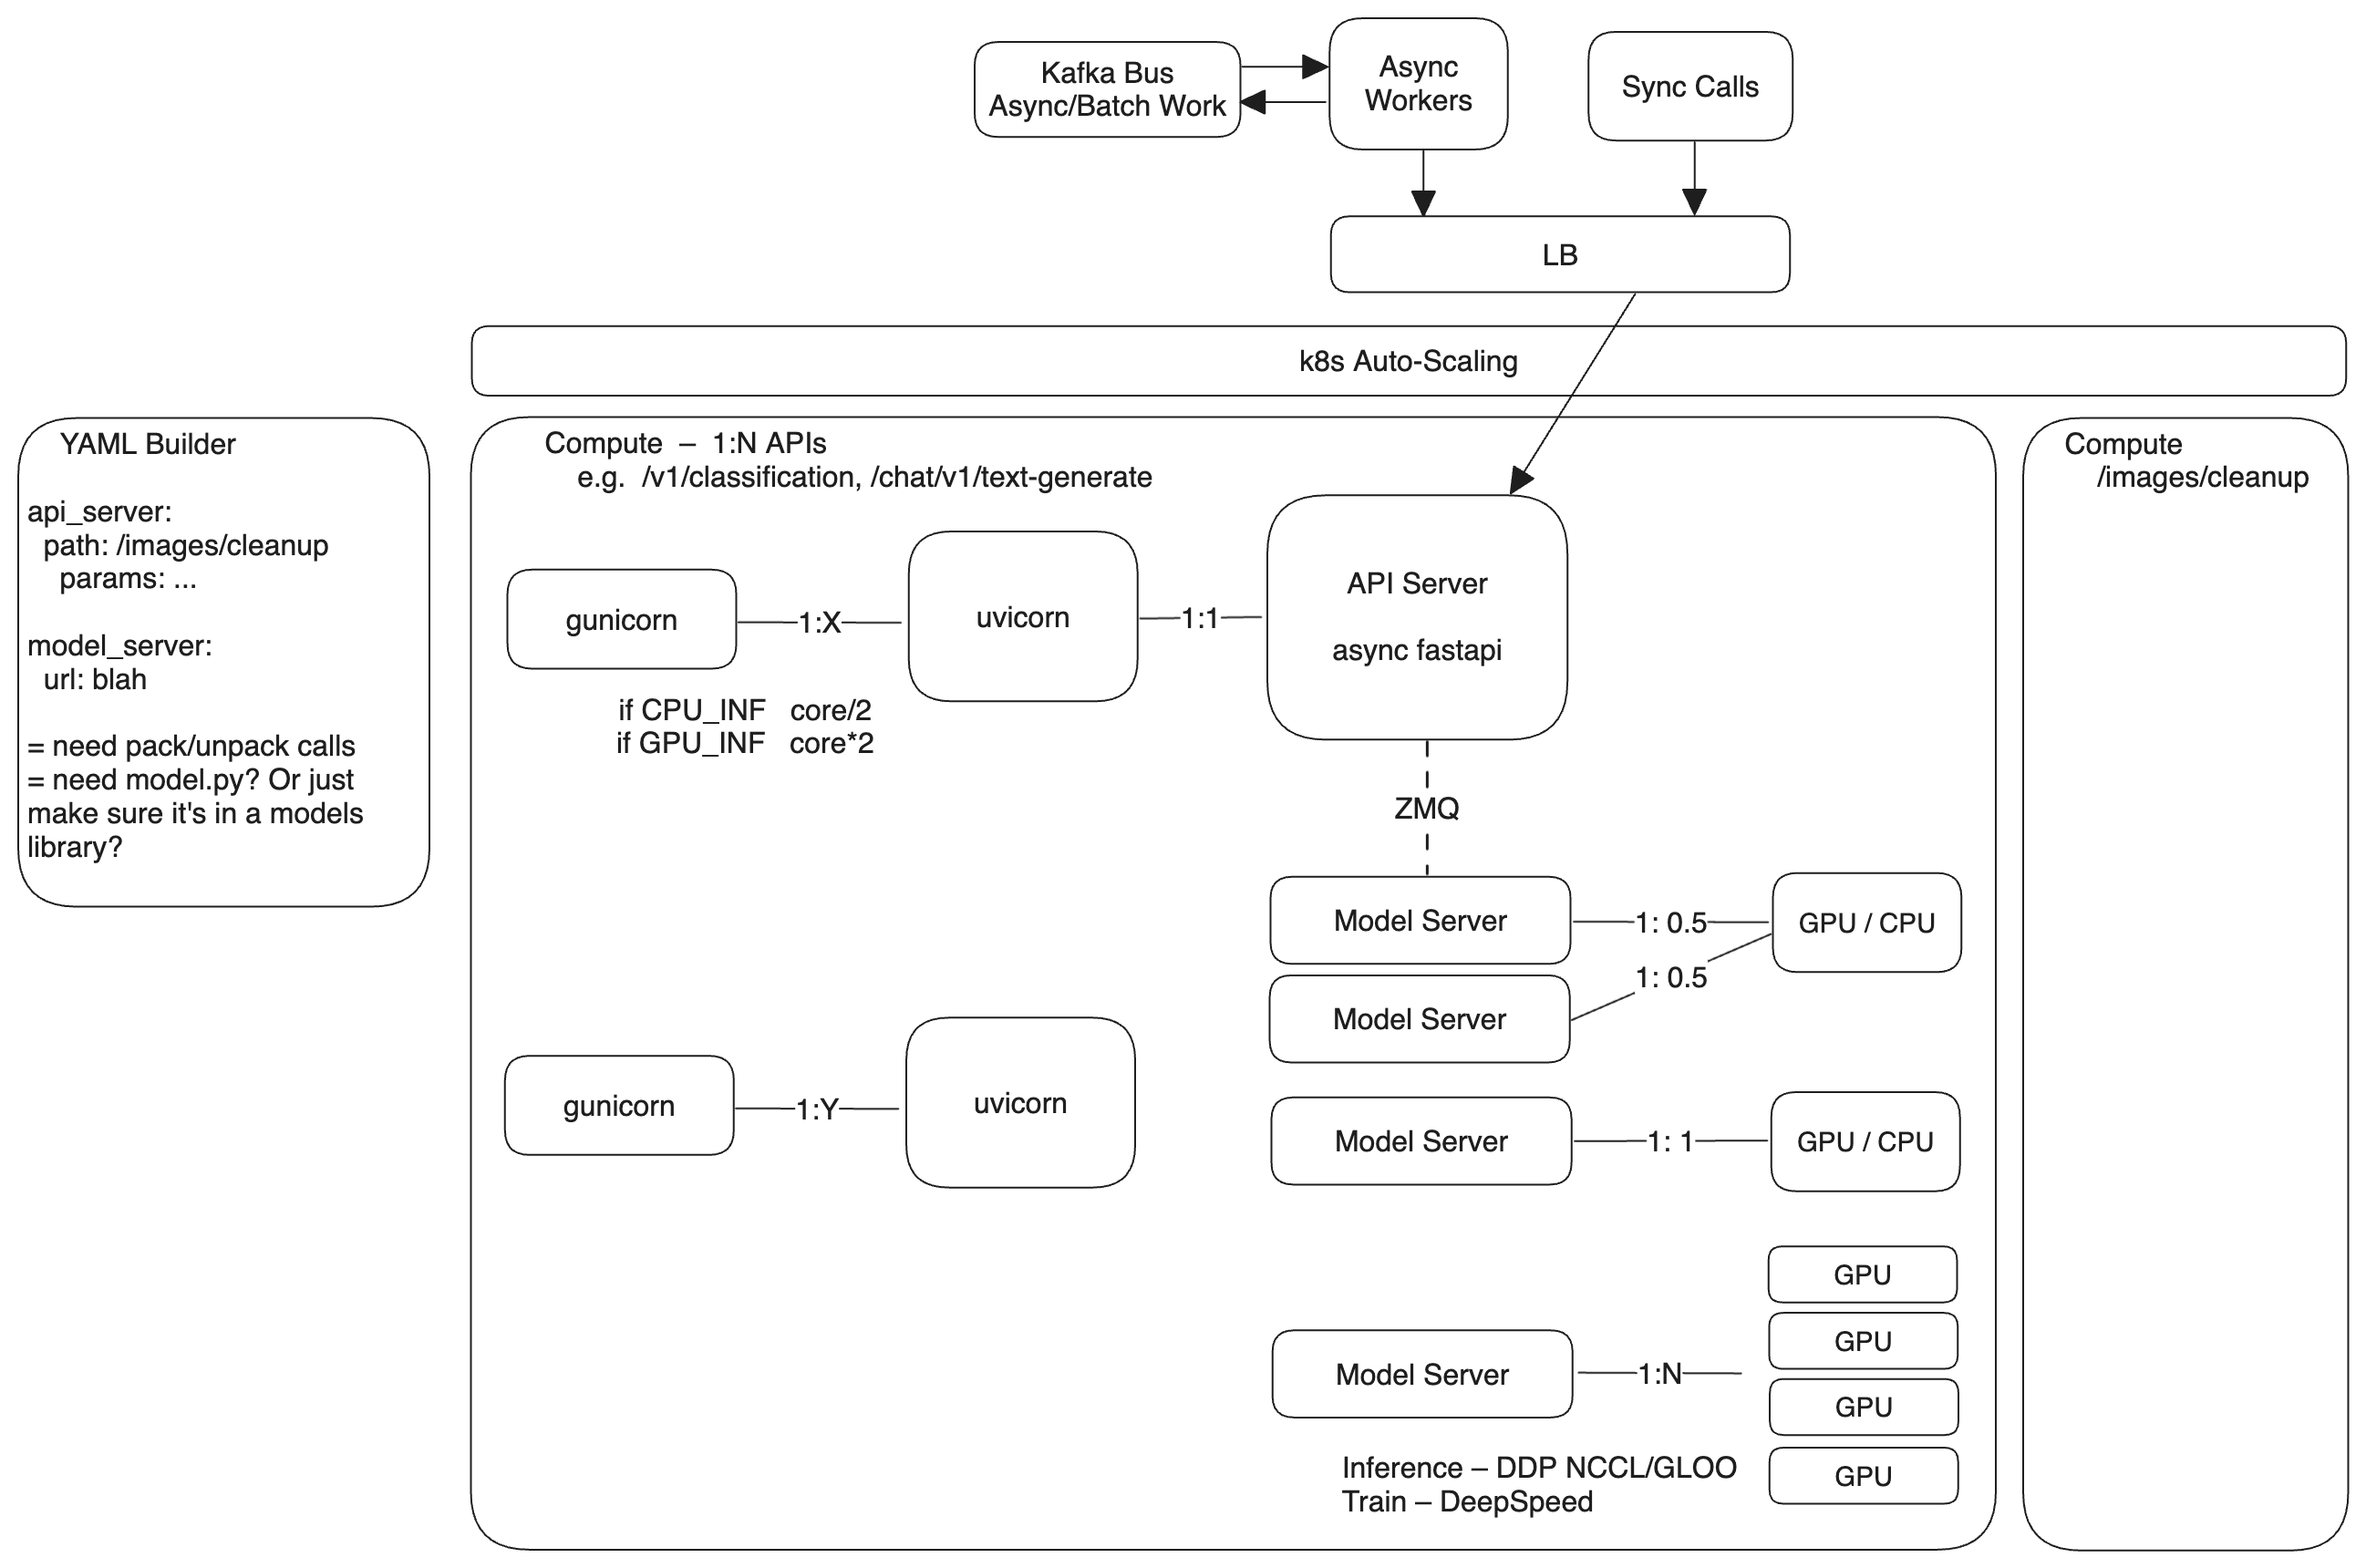 Kafka Bus
Async/Batch Work
Async
Workers
Sync Calls
LB
k8s Auto-Scaling
YAML Builder
api_server:
path: /images/cleanup
params: ...
model_server:
url: blah
= need pack/unpack calls
= need model.py? Or just
make sure it's in a models
library?
Compute – 1:N APIs
e.g. /v1/classification, /chat/v1/text-generate
gunicorn
1:X
uvicorn
1:1
API Server
async fastapi
if CPU_INF core/2
if GPU_INF core*2
ZMQ
Model Server
1: 0.5
GPU / CPU
1: 0.5
Model Server
gunicorn
1:Y
uvicorn
Model Server
1: 1
GPU / CPU
Model Server
1:N
GPU
GPU
GPU
GPU
Inference – DDP NCCL/GLOO
Train – DeepSpeed
Compute
/images/cleanup